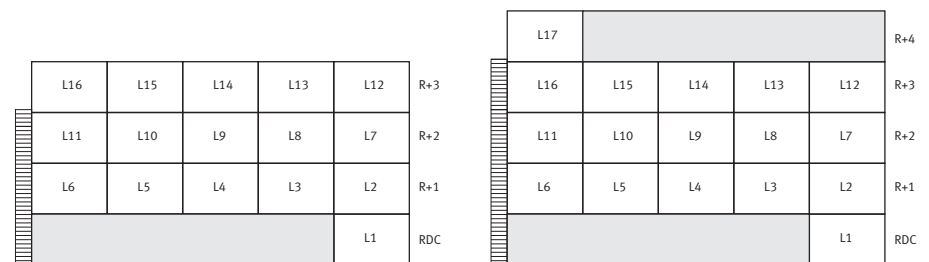 L16 L15 L14 L13 L12 R+3
L11 L10 L9 L8 L7 R+2
L6 L5 L4 L3 L2 R+1
L1 RDC
L17 R+4
L16 L15 L14 L13 L12 R+3
L11 L10 L9 L8 L7 R+2
L6 L5 L4 L3 L2 R+1
L1 RDC